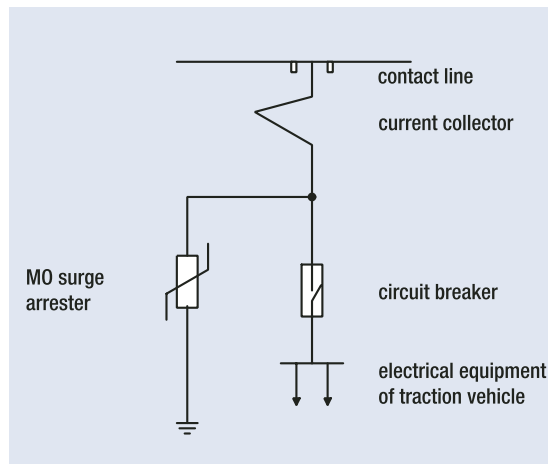 contact line
current collector
MO surge
arrester
circuit breaker
electrical equipment
of traction vehicle